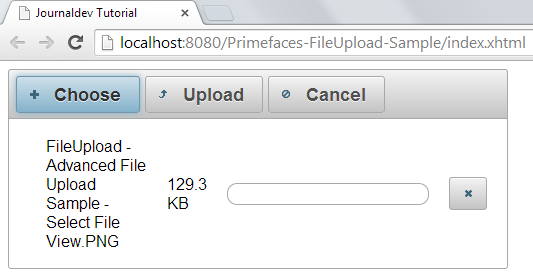 Journaldev Tutorial
localhost:8080/Primefaces-FileUpload-Sample/index.xhtml
Choose Upload Cancel
FileUpload -
Advanced File
Upload
Sample -
Select File
View.PNG
129.3
KB